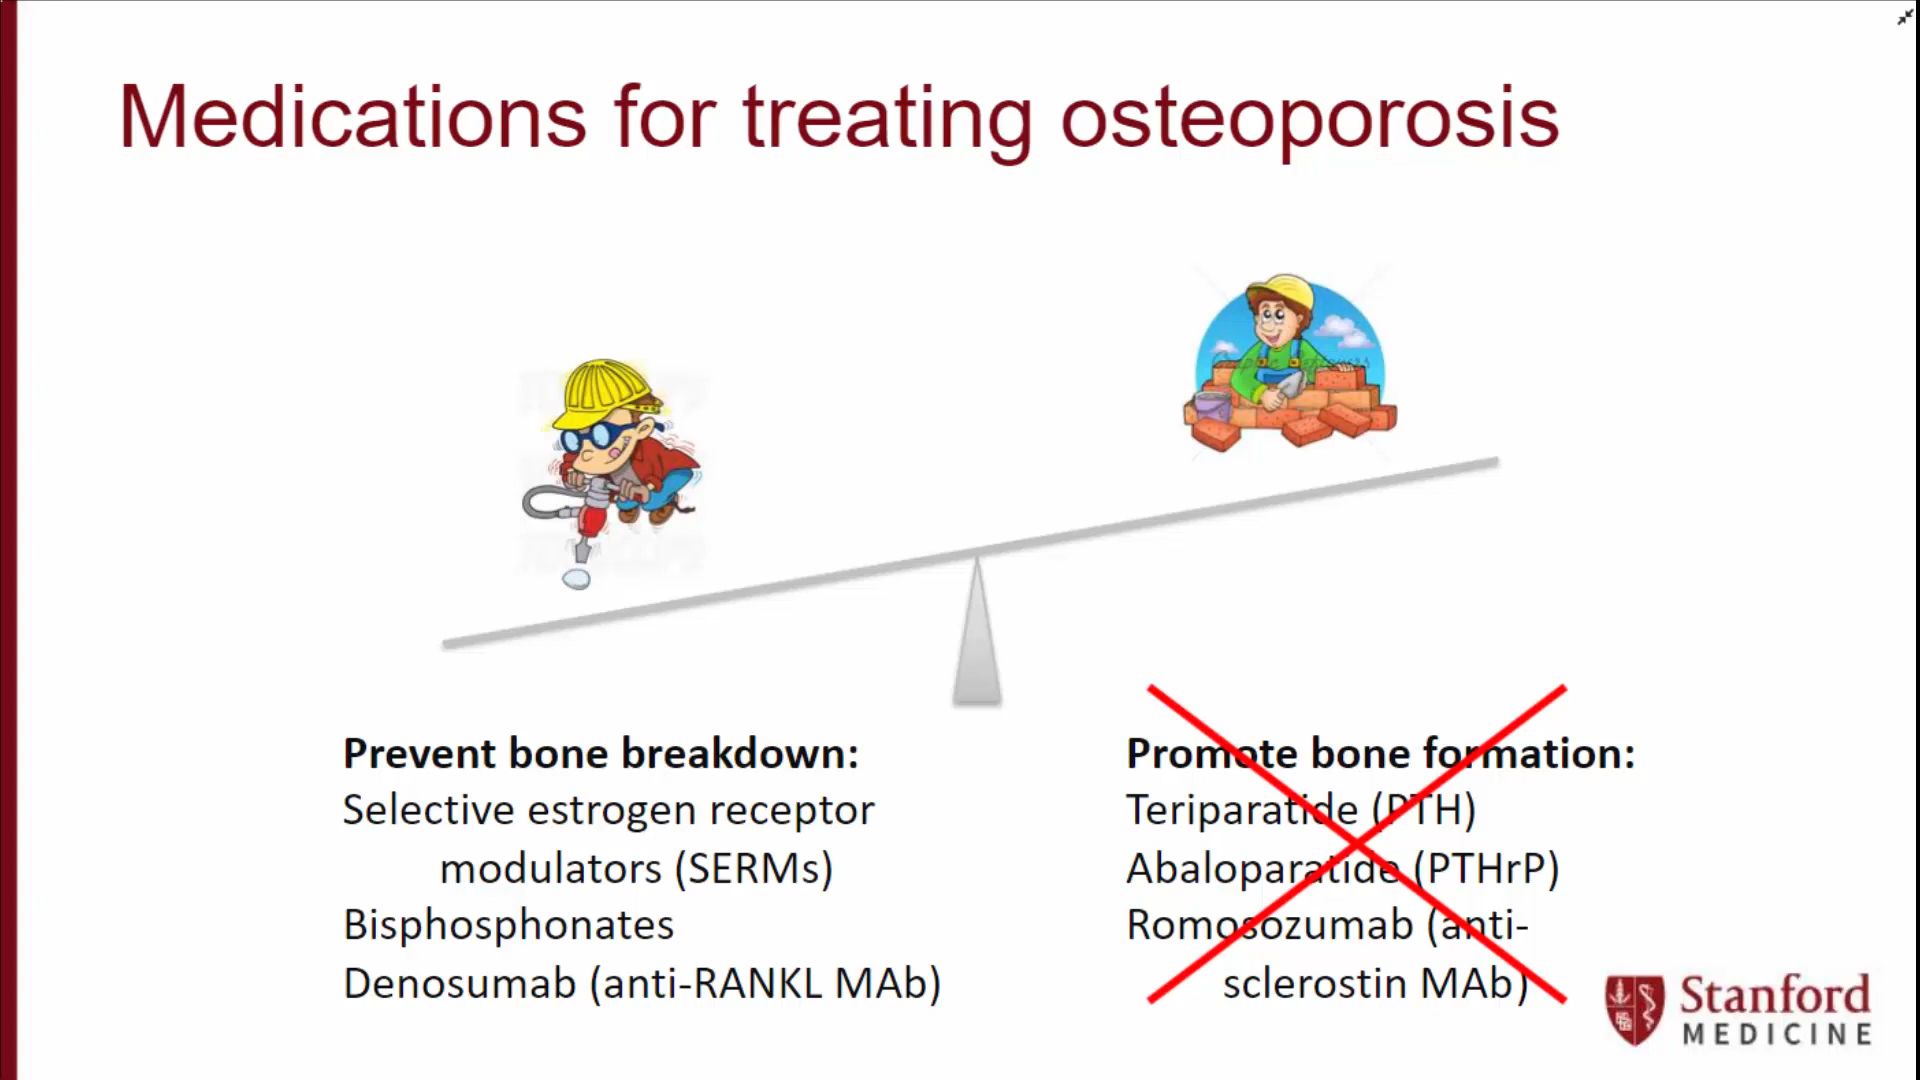 Medications for treating osteoporosis
Prevent bone breakdown:
Selective estrogen receptor
modulators (SERMs)
Bisphosphonates
Denosumab (anti-RANKL MAb)
Promote bone formation:
Teriparatide (PTH)
Abaloparatide (PTHrP)
Romosozumab (anti-
sclerostin MAb)
Stanford
MEDICINE